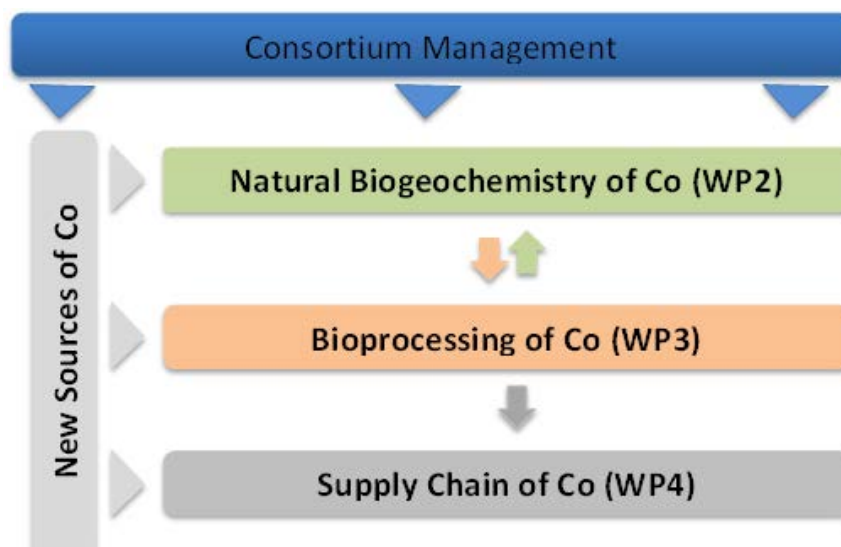 Consortium Management
New Sources of Co
Natural Biogeochemistry of Co (WP2)
Bioprocessing of Co (WP3)
Supply Chain of Co (WP4)